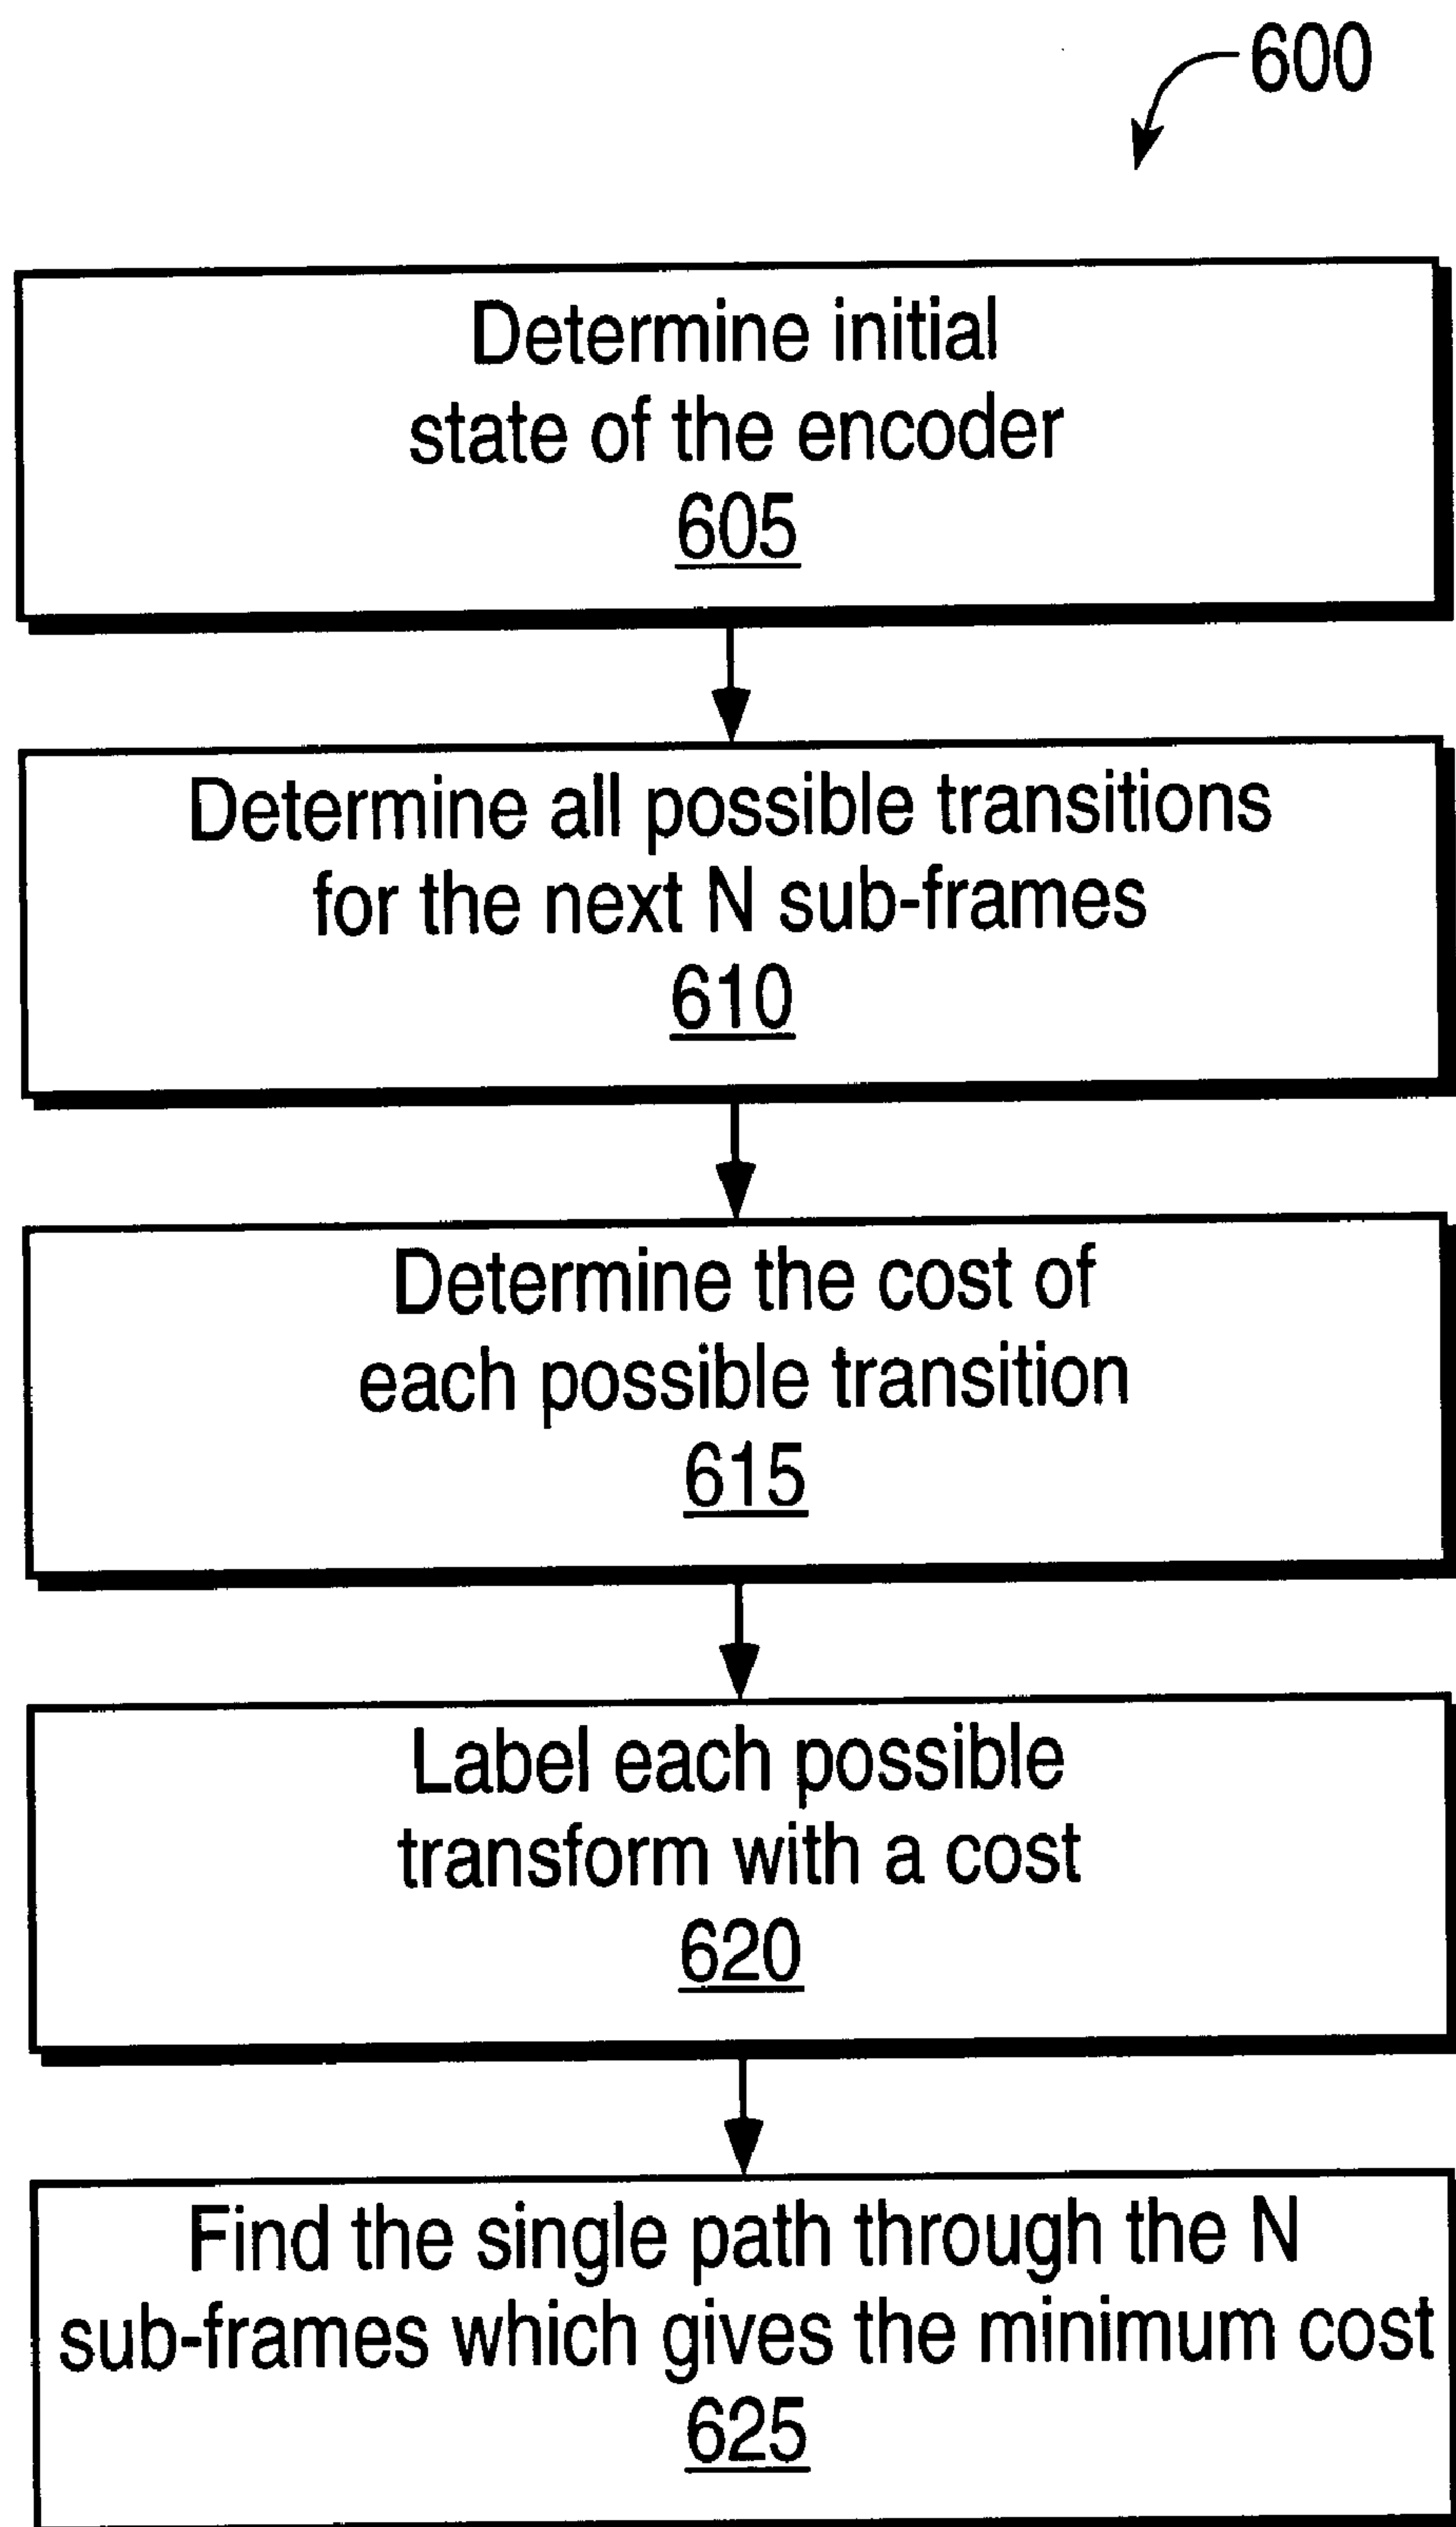 600
Determine initial
state of the encoder
605
Determine all possible transitions
for the next N sub-frames
610
Determine the cost of
each possible transition
615
Label each possible
transform with a cost
620
Find the single path through the N
sub-frames which gives the minimum cost
625